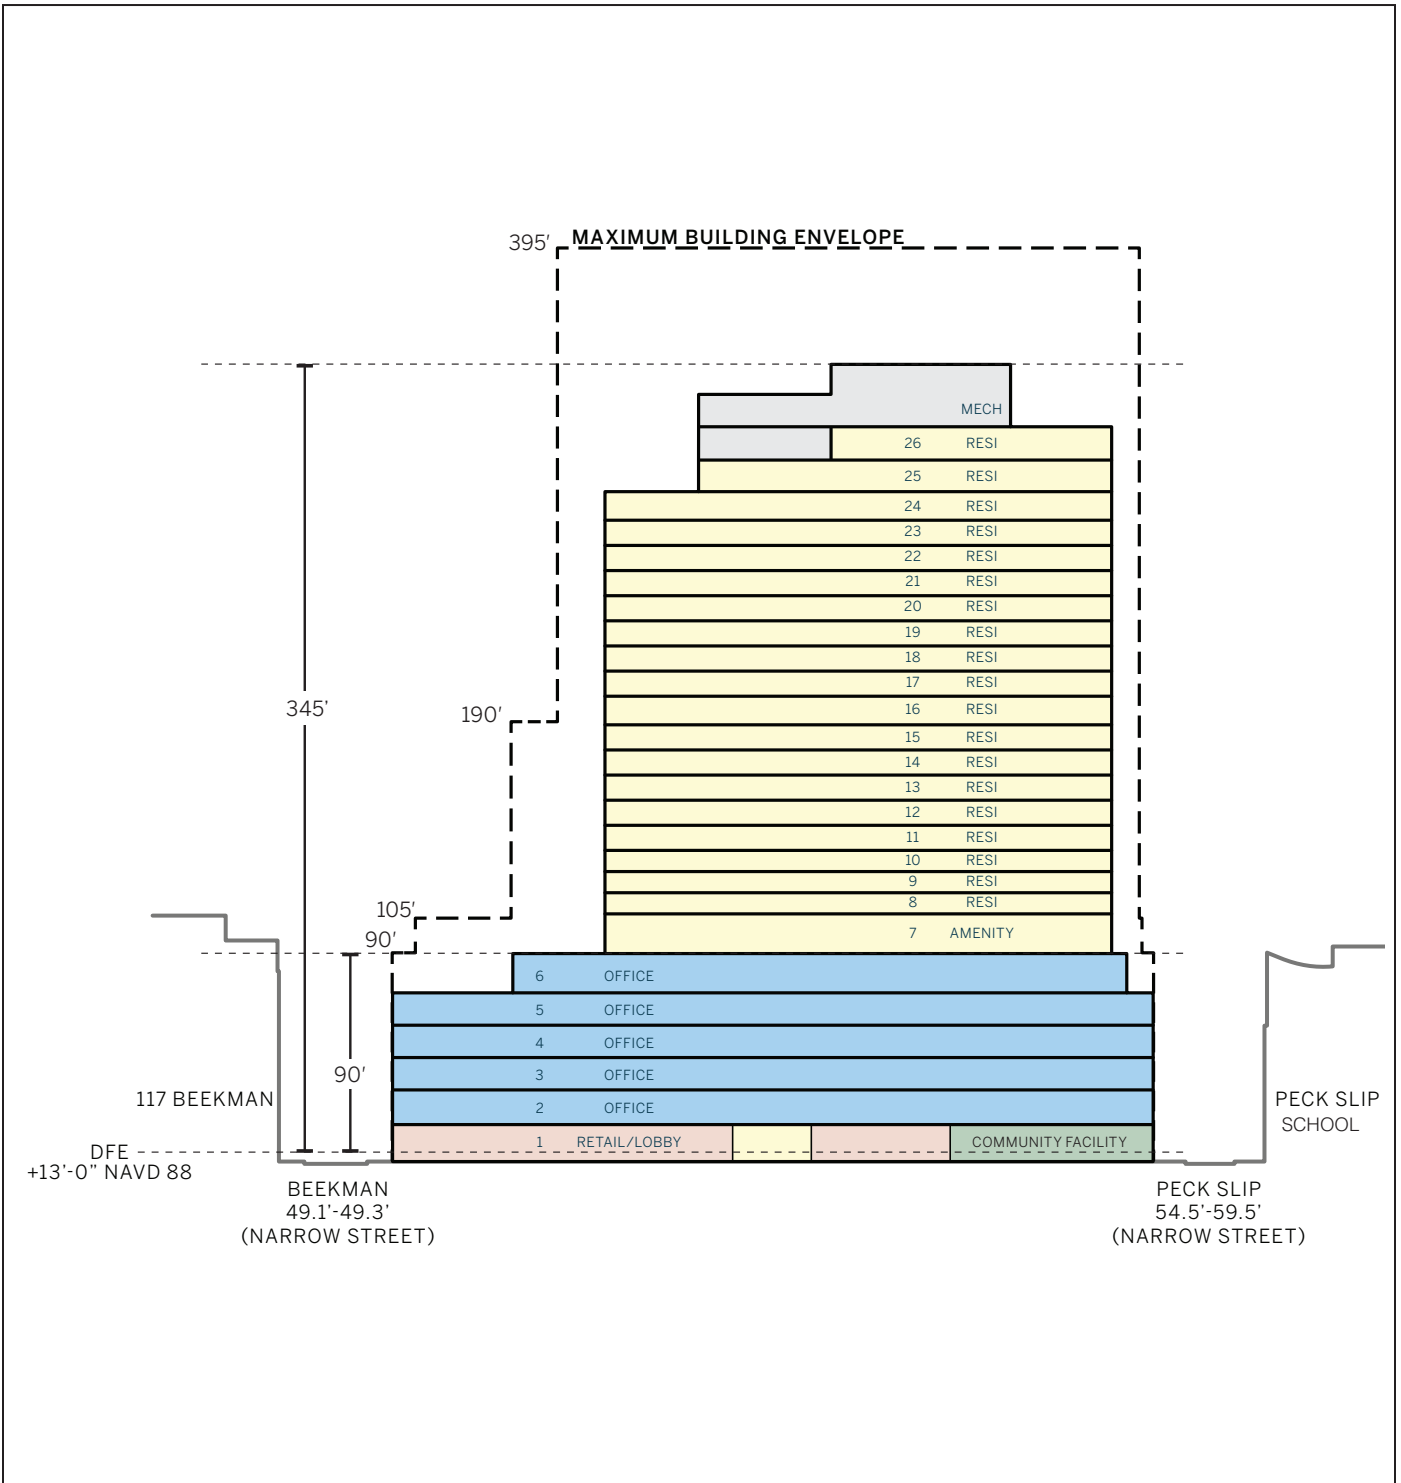 395' MAXIMUM BUILDING ENVELOPE
MECH
26 RESI
25 RESI
24 RESI
23 RESI
22 RESI
21 RESI
20 RESI
19 RESI
18 RESI
17 RESI
345’ 190' 16 RESI
15 RESI
14 RESI
13 RESI
12 RESI
11 RESI
10 RESI
9 RESI
8 RESI
105'
7 AMENITY
90'
6 OFFICE
5 OFFICE
4 OFFICE
90' 3 OFFICE
2 OFFICE
117 BEEKMAN
PECK SLIP
SCHOOL
1 RETAIL/LOBBY COMMUNITY FACILITY
DFE
+13’-0” NAVD 88
BEEKMAN
49.1’-49.3’
(NARROW STREET)
PECK SLIP
54.5’-59.5’
(NARROW STREET)